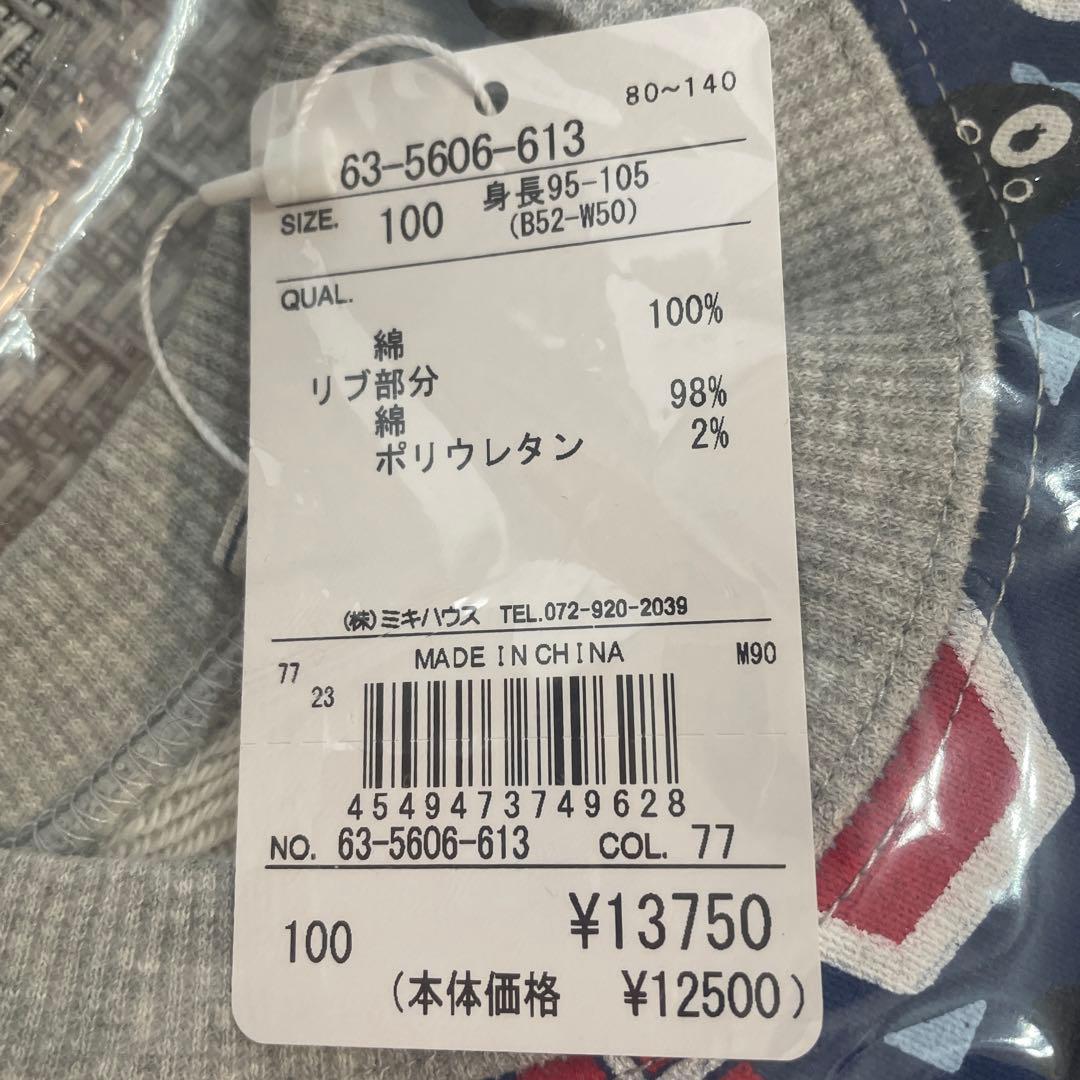 80~140
63-5606-613
SIZE. 100 身長95-105
(B52-W50)
QUAL.
綿 100%
リブ部分
綿 98%
ポリウレタン 2%
(株)ミキハウス TEL.072-920-2039
MADE IN CHINA M90
77
23
4549473749628
NO. 63-5606-613 COL. 77
100 ¥13750
(本体価格 ¥12500)